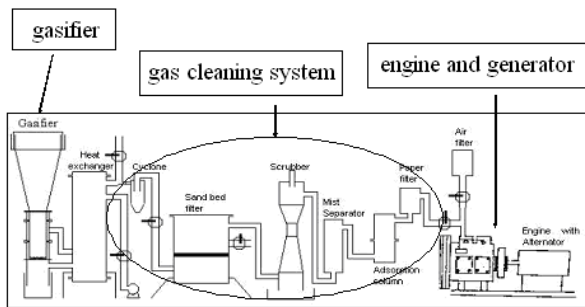 gasifier
gas cleaning system
engine and generator
Gasifier
Heat
exchanger
Cyclone
Sand bed
filter
Scrubber
Mist
Separator
Paper
filter
Adsorption
column
Air
filter
Engine with
Alternator